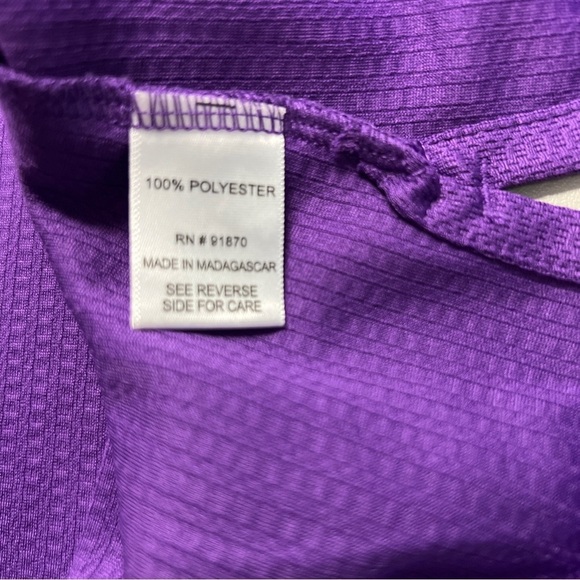 100% POLYESTER
RN # 91870
MADE IN MADAGASCAR
SEE REVERSE
SIDE FOR CARE